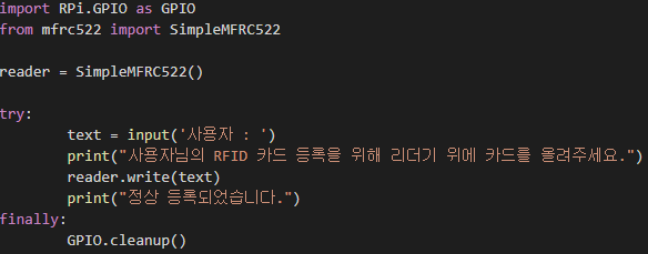 import RPi.GPIO as GPIO
from mfrc522 import SimpleMFRC522

reader = SimpleMFRC522()

try:
        text = input('사용자 : ')
        print("사용자님의 RFID 카드 등록을 위해 리더기 위에 카드를 올려주세요.")
        reader.write(text)
        print("정상 등록되었습니다.")
finally:
        GPIO.cleanup()